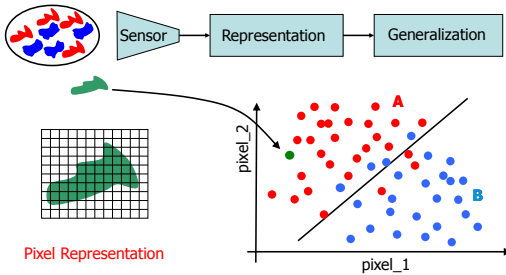 Sensor
Representation
Generalization
A
pixel_2
B
Pixel Representation
pixel_1